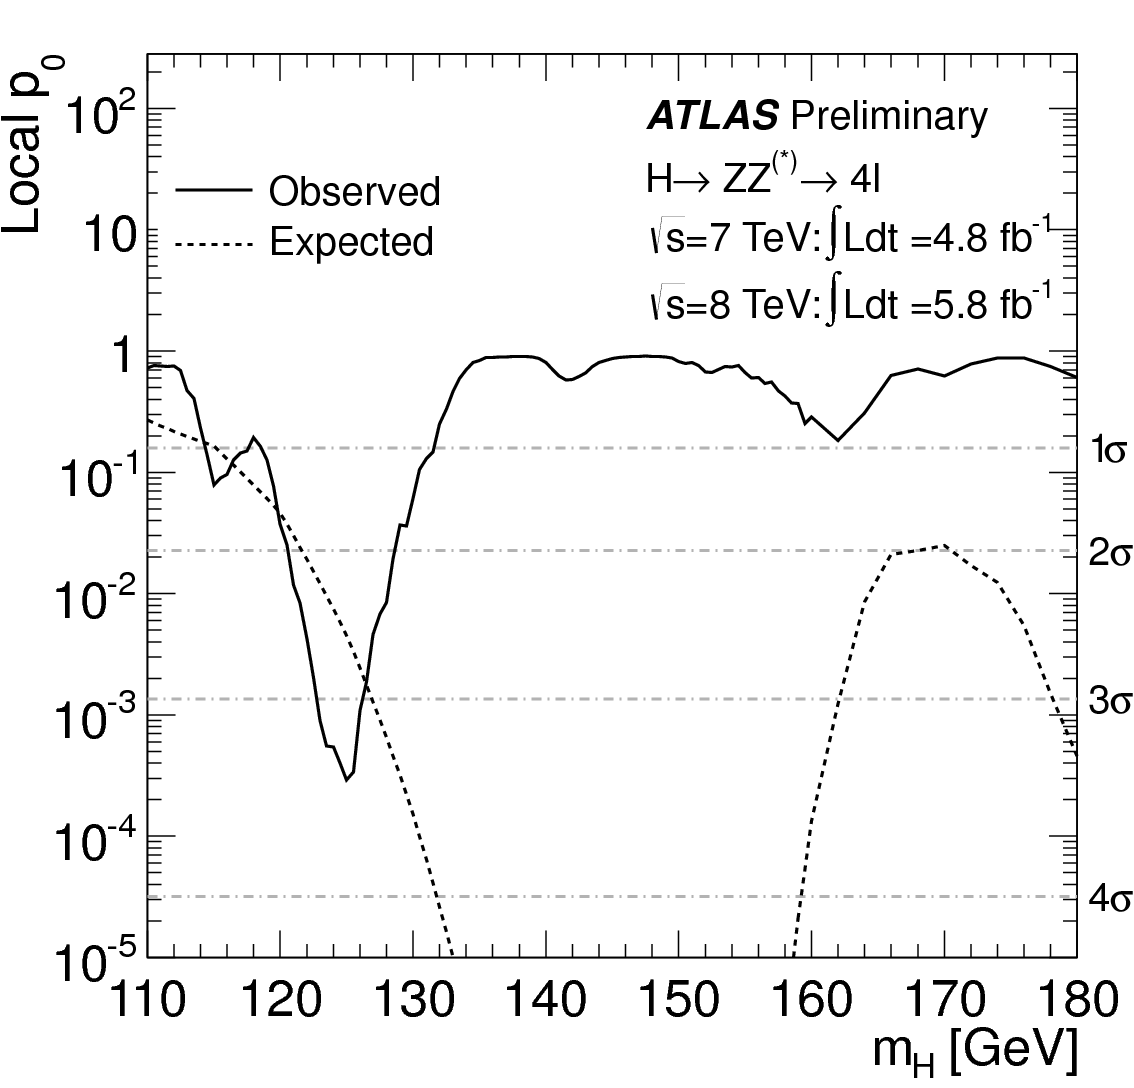 Local p₀
10²
10
1
10⁻¹
10⁻²
10⁻³
10⁻⁴
10⁻⁵
Observed
Expected
ATLAS Preliminary
H→ ZZ⁽*⁾→ 4l
√s=7 TeV:∫Ldt =4.8 fb⁻¹
√s=8 TeV:∫Ldt =5.8 fb⁻¹
1σ
2σ
3σ
4σ
110 120 130 140 150 160 170 180
m_H [GeV]